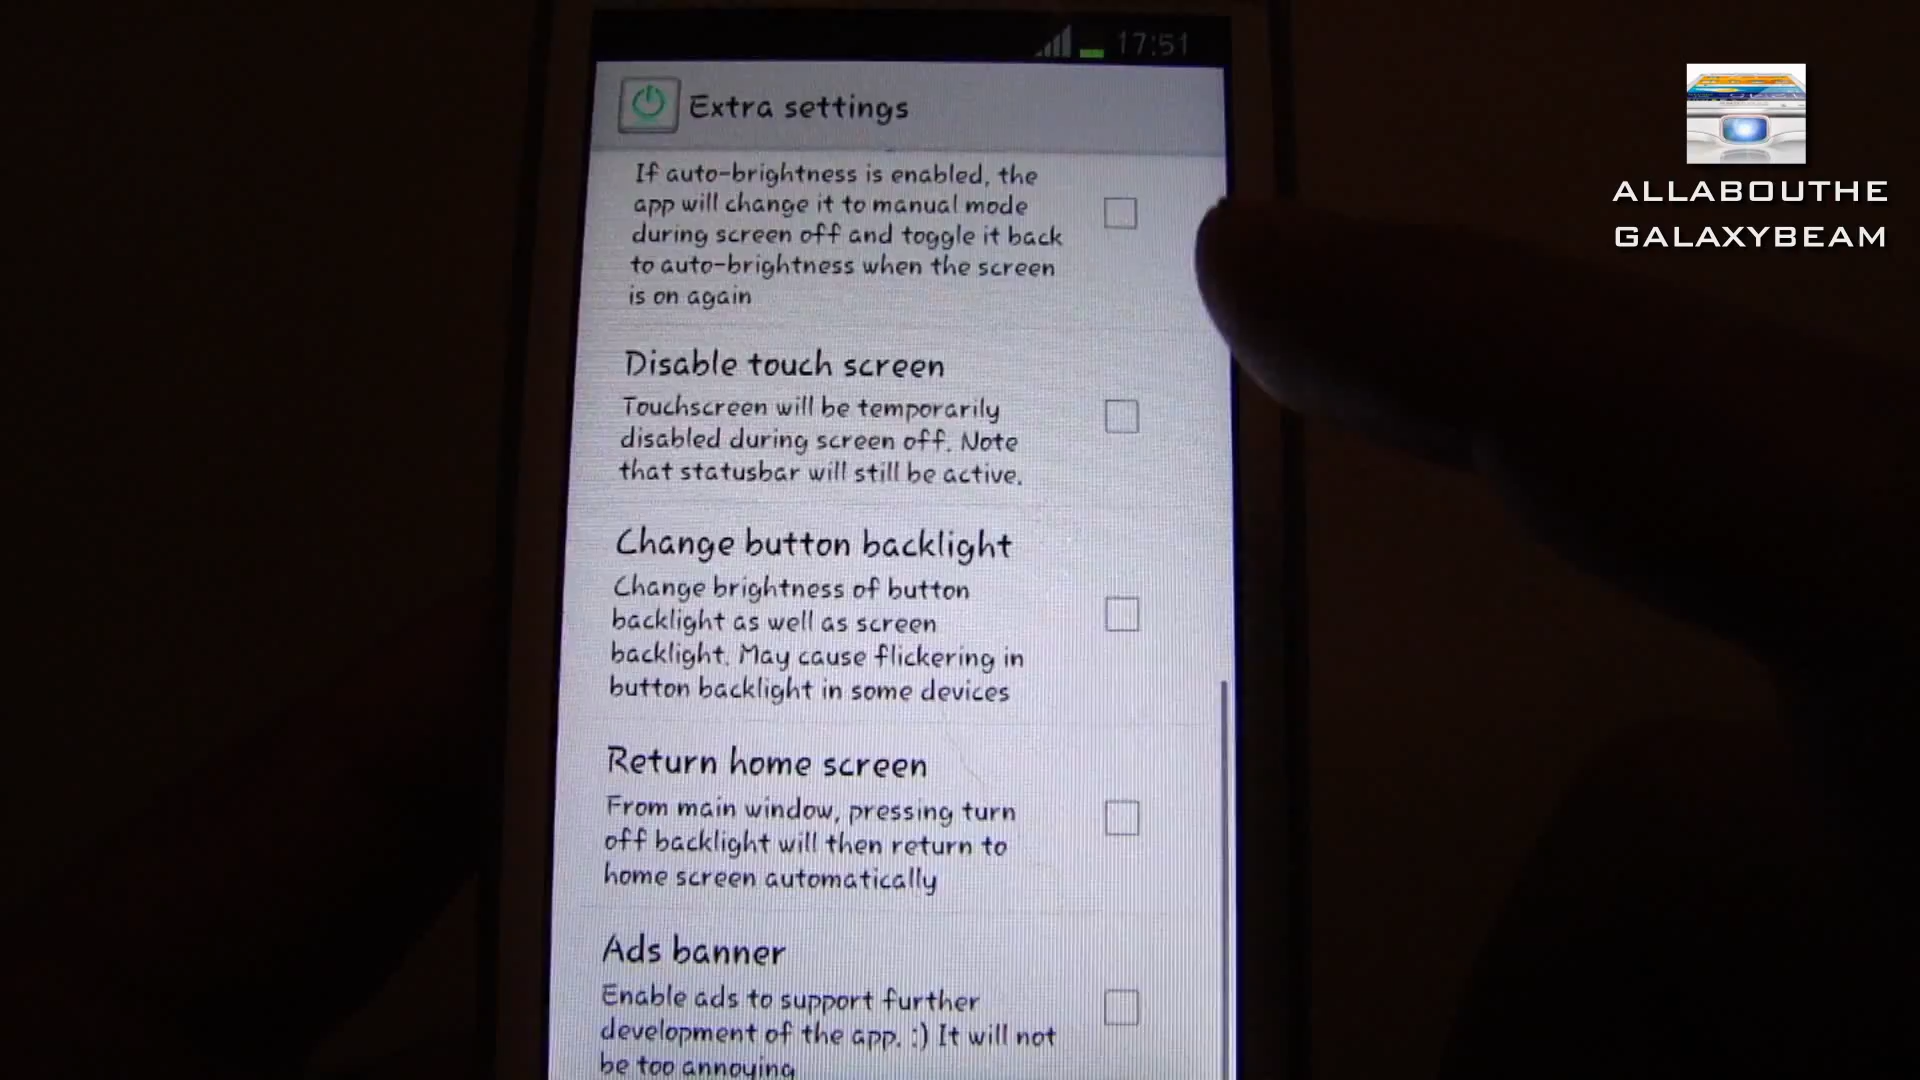 17:51
Extra settings
ALLABOUTHE
GALAXYBEAM
If auto-brightness is enabled, the
app will change it to manual mode
during screen off and toggle it back
to auto-brightness when the screen
is on again
Disable touch screen
Touchscreen will be temporarily
disabled during screen off. Note
that statusbar will still be active.
Change button backlight
Change brightness of button
backlight as well as screen
backlight. May cause flickering in
button backlight in some devices
Return home screen
From main window, pressing turn
off backlight will then return to
home screen automatically
Ads banner
Enable ads to support further
development of the app. :) It will not
be too annoying